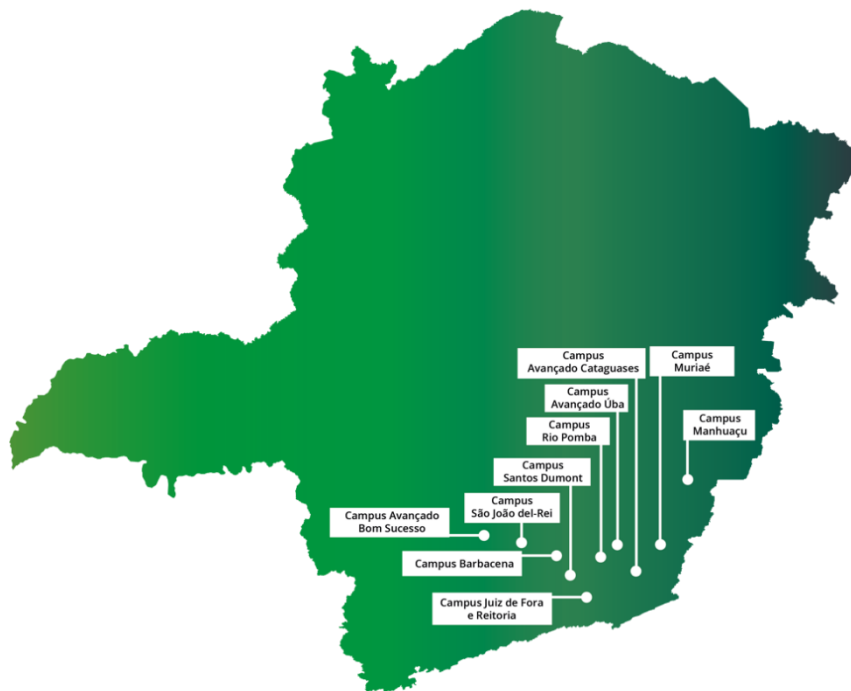 Campus
Avançado Cataguases
Campus
Muriaé
Campus
Avançado Úba
Campus
Manhuaçu
Campus
Rio Pomba
Campus
Santos Dumont
Campus
São João del-Rei
Campus Avançado
Bom Sucesso
Campus Barbacena
Campus Juiz de Fora
e Reitoria